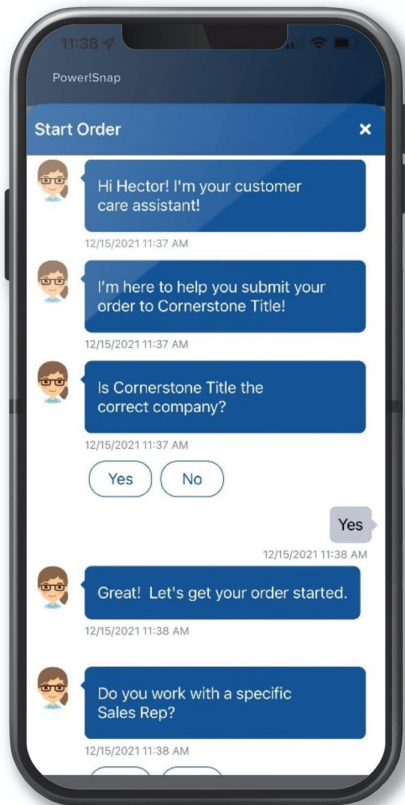 11:38
Power!Snap
Start Order
×
Hi Hector! I'm your customer
care assistant!
12/15/2021 11:37 AM
I'm here to help you submit your
order to Cornerstone Title!
12/15/2021 11:37 AM
Is Cornerstone Title the
correct company?
12/15/2021 11:37 AM
Yes No
Yes
12/15/2021 11:38 AM
Great!  Let's get your order started.
12/15/2021 11:38 AM
Do you work with a specific
Sales Rep?
12/15/2021 11:38 AM